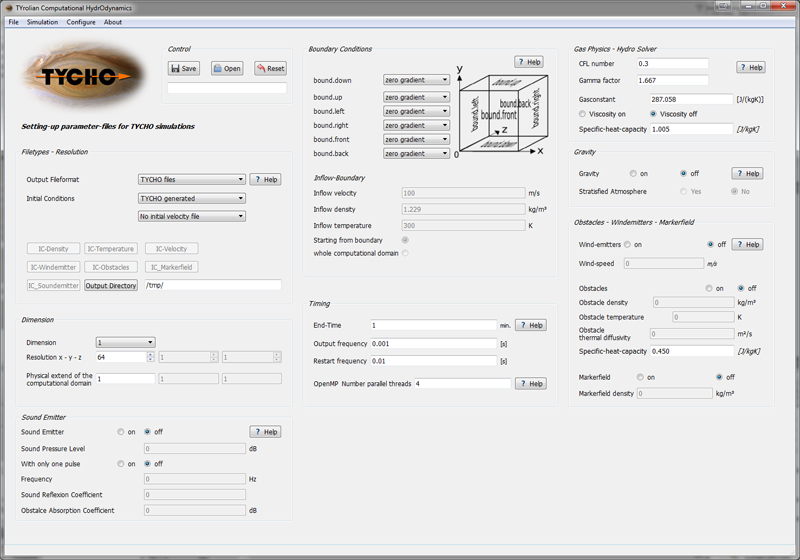 TYrolian Computational HydrOdynamics
File Simulation Configure About
TYCHO
Setting-up parameter-files for TYCHO simulations
Control
Save Open Reset
Filetypes - Resolution
Output Fileformat TYCHO files ? Help
Initial Conditions TYCHO generated
No initial velocity file
IC-Density IC-Temperature IC-Velocity
IC-Windemitter IC-Obstacles IC_Markerfield
IC_Soundemitter Output Directory /tmp/
Dimension
Dimension 1
Resolution x - y - z 64 1 1
Physical extend of the
computational domain 1 1 1
Sound Emitter
Sound Emitter on off ? Help
Sound Pressure Level 0 dB
With only one pulse on off
Frequency 0 Hz
Sound Reflexion Coefficient 0
Obstalce Absorption Coefficient 0 dB
Boundary Conditions
? Help
bound.down zero gradient
bound.up zero gradient
bound.left zero gradient
bound.right zero gradient
bound.front zero gradient
bound.back zero gradient
y
bound.up
bound.left
bound.back
bound.right
bound.front
z
bound.down
0 x
Inflow-Boundary
Inflow velocity 100 m/s
Inflow density 1.229 kg/m³
Inflow temperature 300 K
Starting from boundary
whole computational domain
Timing
End-Time 1 min. ? Help
Output frequency 0.001 [s]
Restart frequency 0.01 [s]
OpenMP Number parallel threads 4 ? Help
Gas Physics - Hydro Solver
CFL number 0.3 ? Help
Gamma factor 1.667
Gasconstant 287.058 [J/(kgK)]
Viscosity on Viscosity off
Specific-heat-capacity 1.005 [J/kgK]
Gravity
Gravity on off ? Help
Stratisfied Atmosphere Yes No
Obstacles - Windemitters - Markerfield
Wind-emitters on off ? Help
Wind-speed 0 m/s
Obstacles on off
Obstacle density 0 kg/m³
Obstacle temperature 0 K
Obstacle
thermal diffusivity 0 m²/s
Specific-heat-capacity 0.450 [J/kgK]
Markerfield on off
Markerfield density 0 kg/m³